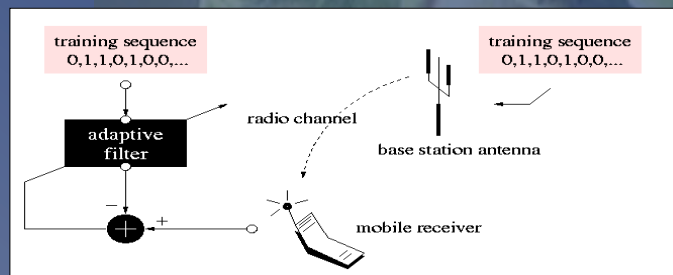 training sequence
0,1,1,0,1,0,0,...
training sequence
0,1,1,0,1,0,0,...
radio channel
adaptive
filter
base station antenna
−
+
+
mobile receiver